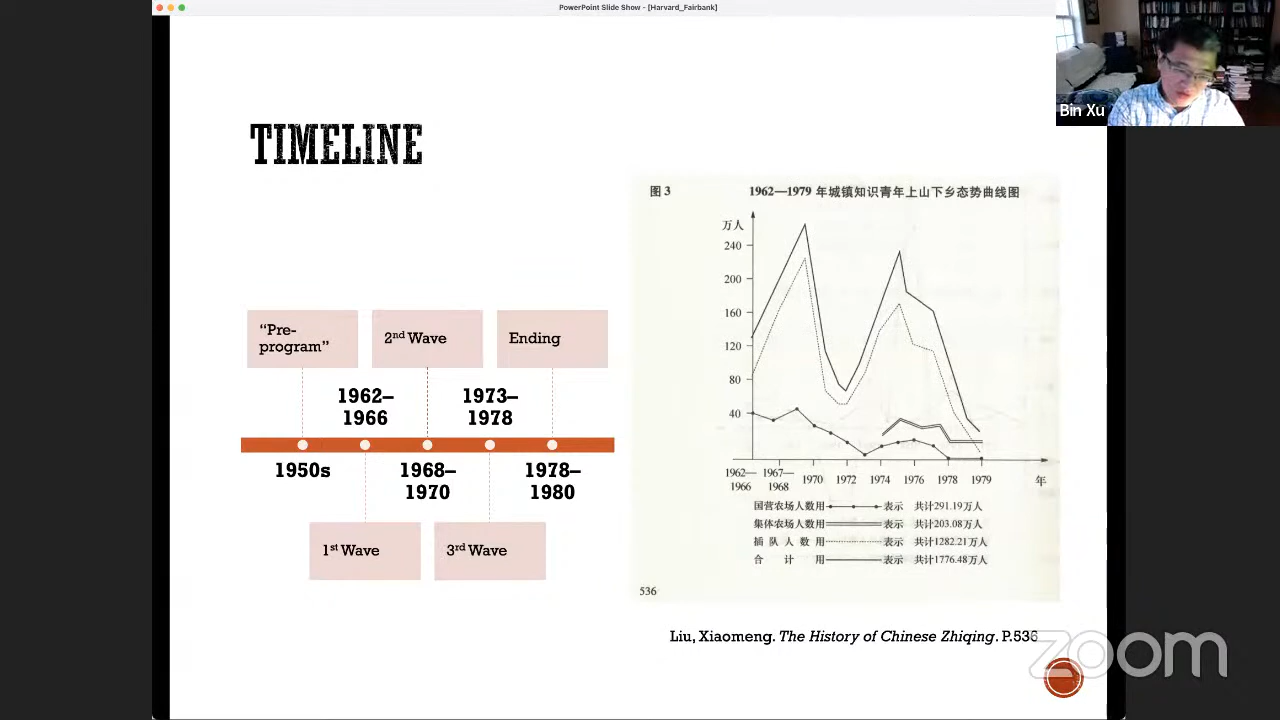 PowerPoint Slide Show - [Harvard_Fairbank]
Bin Xu
TIMELINE
"Pre-
program"
2nd Wave
Ending
1962–
1966
1973–
1978
1950s
1968–
1970
1978–
1980
1st Wave
3rd Wave
图3
1962—1979 年城镇知识青年上山下乡态势曲线图
万人
240
200
160
120
80
40
1962—
1966
1967—
1968
1970
1972
1974
1976
1978
1979
年
国营农场人数用 表示 共计291.19万人
集体农场人数用 表示 共计203.08万人
插队人数用 表示 共计1282.21万人
合计用 表示 共计1776.48万人
536
Liu, Xiaomeng. The History of Chinese Zhiqing. P.536
zoom